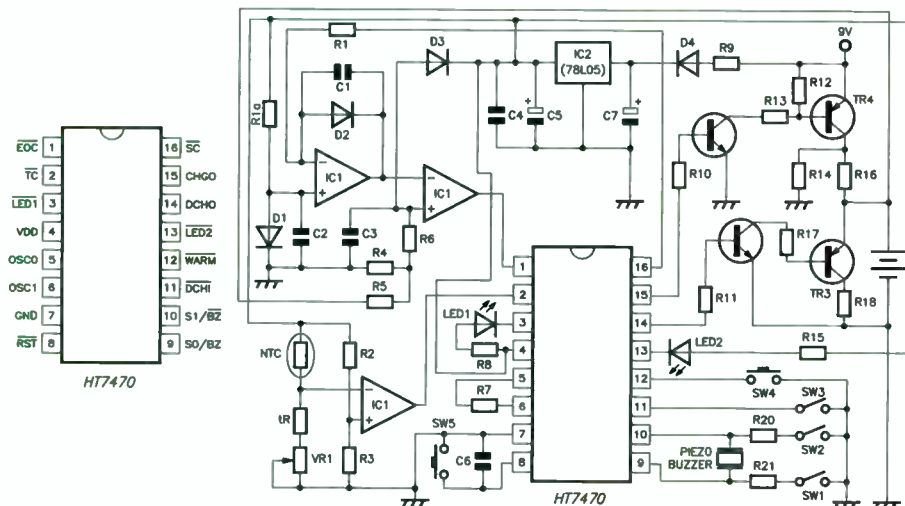 EOC 1
TC 2
LED1 3
VDD 4
OSC0 5
OSC1 6
GND 7
RST 8
16 SC
15 CHGO
14 DCHO
13 LED2
12 WARM
11 DCHI
10 S1/BZ
9 S0/BZ
HT7470
R1
C1
D2
R1a
IC1
D1
C2
C3
R4
R5
R6
D3
IC1
C4
C5
+
IC2
(78L05)
C7
+
D4
R9
9V
R12
R13
TR4
R10
R14
R16
R17
R11
TR3
R18
NTC
R2
IC1
tR
VR1
R3
LED1
R8
R7
SW5
C6
1
2
3
4
5
6
7
8
16
15
14
13
12
11
10
9
HT7470
LED2
R15
SW4
SW3
R20
SW2
PIEZO
BUZZER
R21
SW1